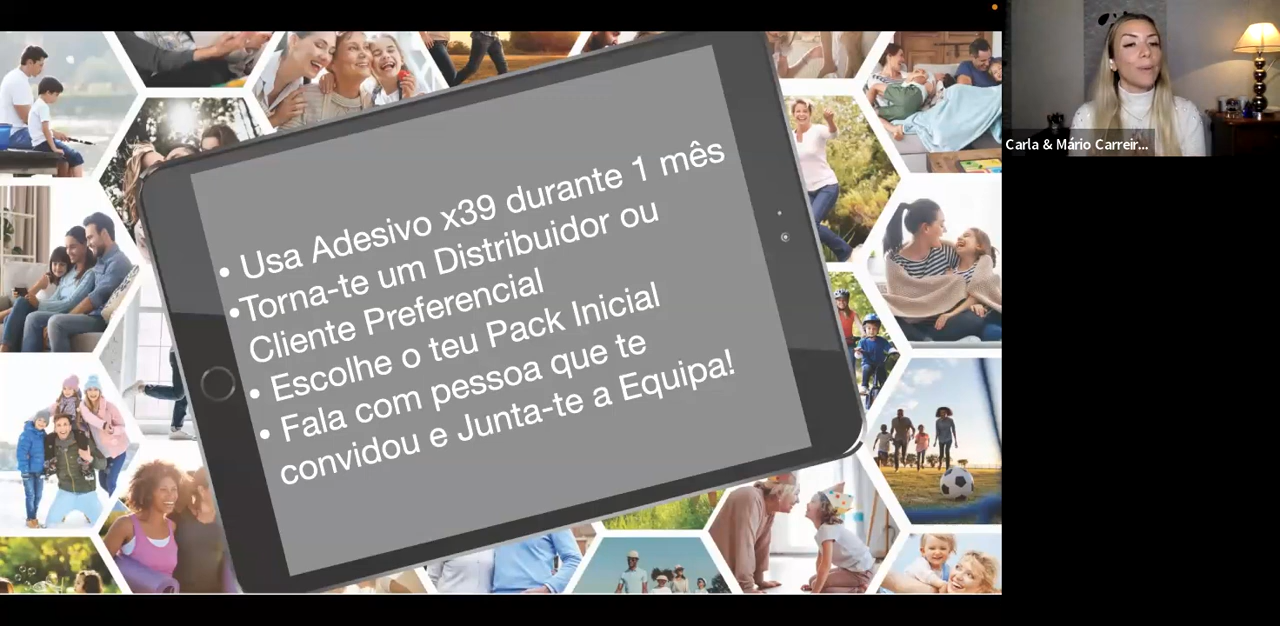 • Usa Adesivo x39 durante 1 mês
•Torna-te um Distribuidor ou
Cliente Preferencial
• Escolhe o teu Pack Inicial
• Fala com pessoa que te
convidou e Junta-te a Equipa!
Carla & Mário Carreir...